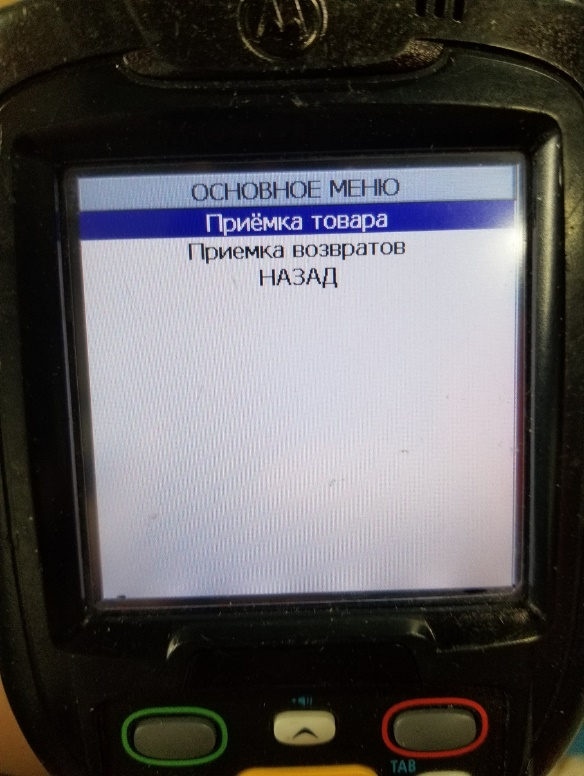 ОСНОВНОЕ МЕНЮ
Приёмка товара
Приемка возвратов
НАЗАД
TAB